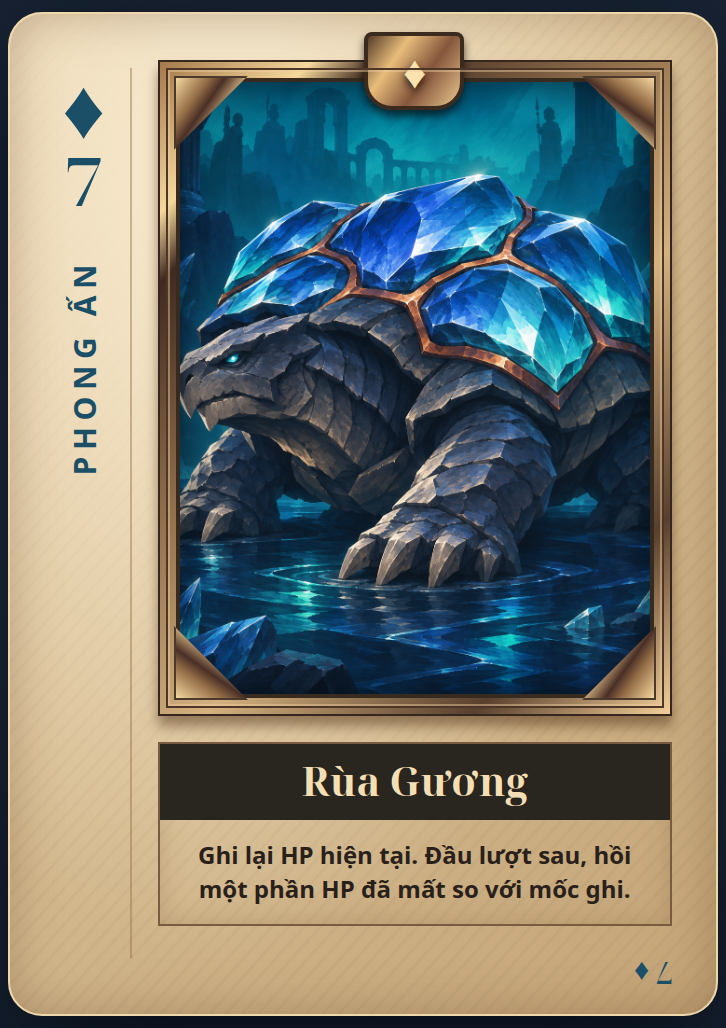 ♦
7
PHONG ẤN
♦
Rùa Gương
Ghi lại HP hiện tại. Đầu lượt sau, hồi
một phần HP đã mất so với mốc ghi.
7♦